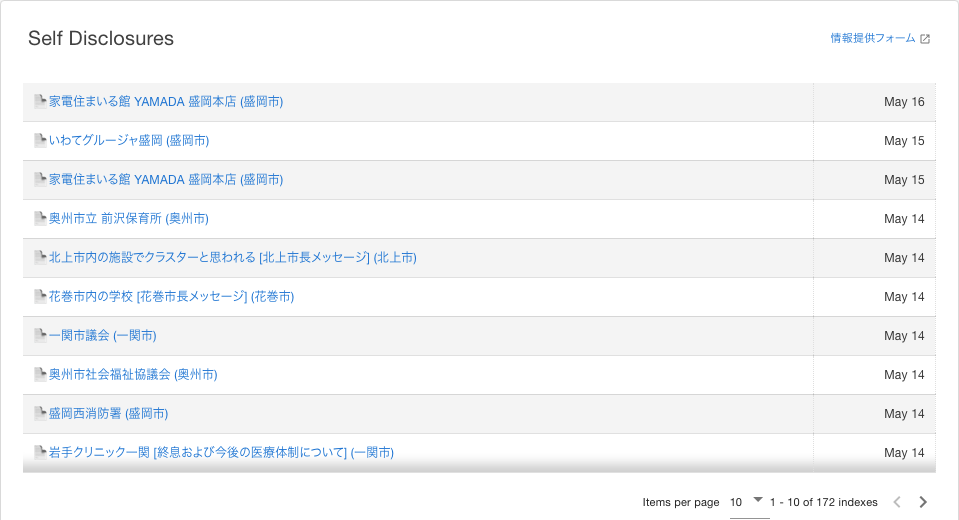 Self Disclosures
情報提供フォーム
家電住まいる館 YAMADA 盛岡本店 (盛岡市) May 16
いわてグルージャ盛岡 (盛岡市) May 15
家電住まいる館 YAMADA 盛岡本店 (盛岡市) May 15
奥州市立 前沢保育所 (奥州市) May 14
北上市内の施設でクラスターと思われる [北上市長メッセージ] (北上市) May 14
花巻市内の学校 [花巻市長メッセージ] (花巻市) May 14
一関市議会 (一関市) May 14
奥州市社会福祉協議会 (奥州市) May 14
盛岡西消防署 (盛岡市) May 14
岩手クリニック一関 [終息および今後の医療体制について] (一関市) May 14
Items per page 10 1 - 10 of 172 indexes